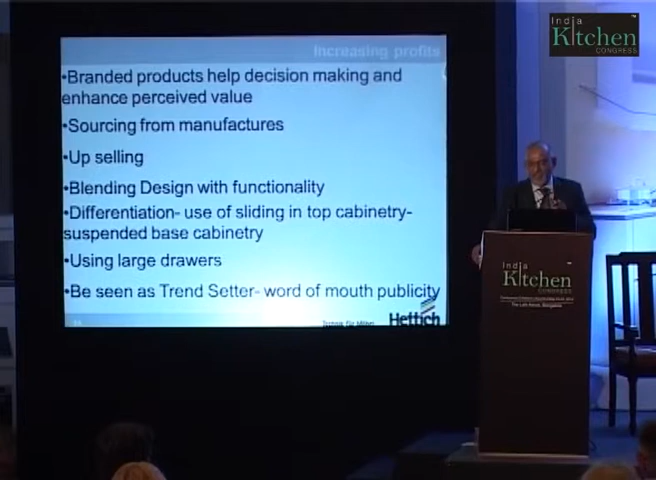 India
Kitchen
CONGRESS
Increasing profits
•Branded products help decision making and
enhance perceived value
•Sourcing from manufactures
•Up selling
•Blending Design with functionality
•Differentiation- use of sliding in top cabinetry-
suspended base cabinetry
•Using large drawers
•Be seen as Trend Setter- word of mouth publicity
Hettich
India
Kitchen
CONGRESS